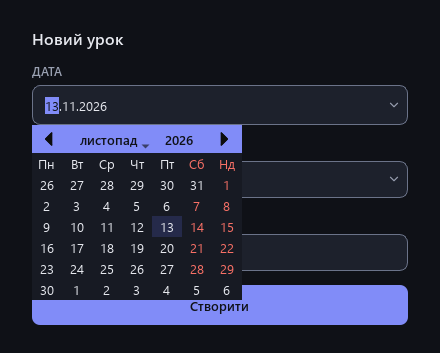 Новий урок
ДАТА
13.11.2026
листопад 2026
Пн Вт Ср Чт Пт Сб Нд
26 27 28 29 30 31 1
2 3 4 5 6 7 8
9 10 11 12 13 14 15
16 17 18 19 20 21 22
23 24 25 26 27 28 29
30 1 2 3 4 5 6
Створити